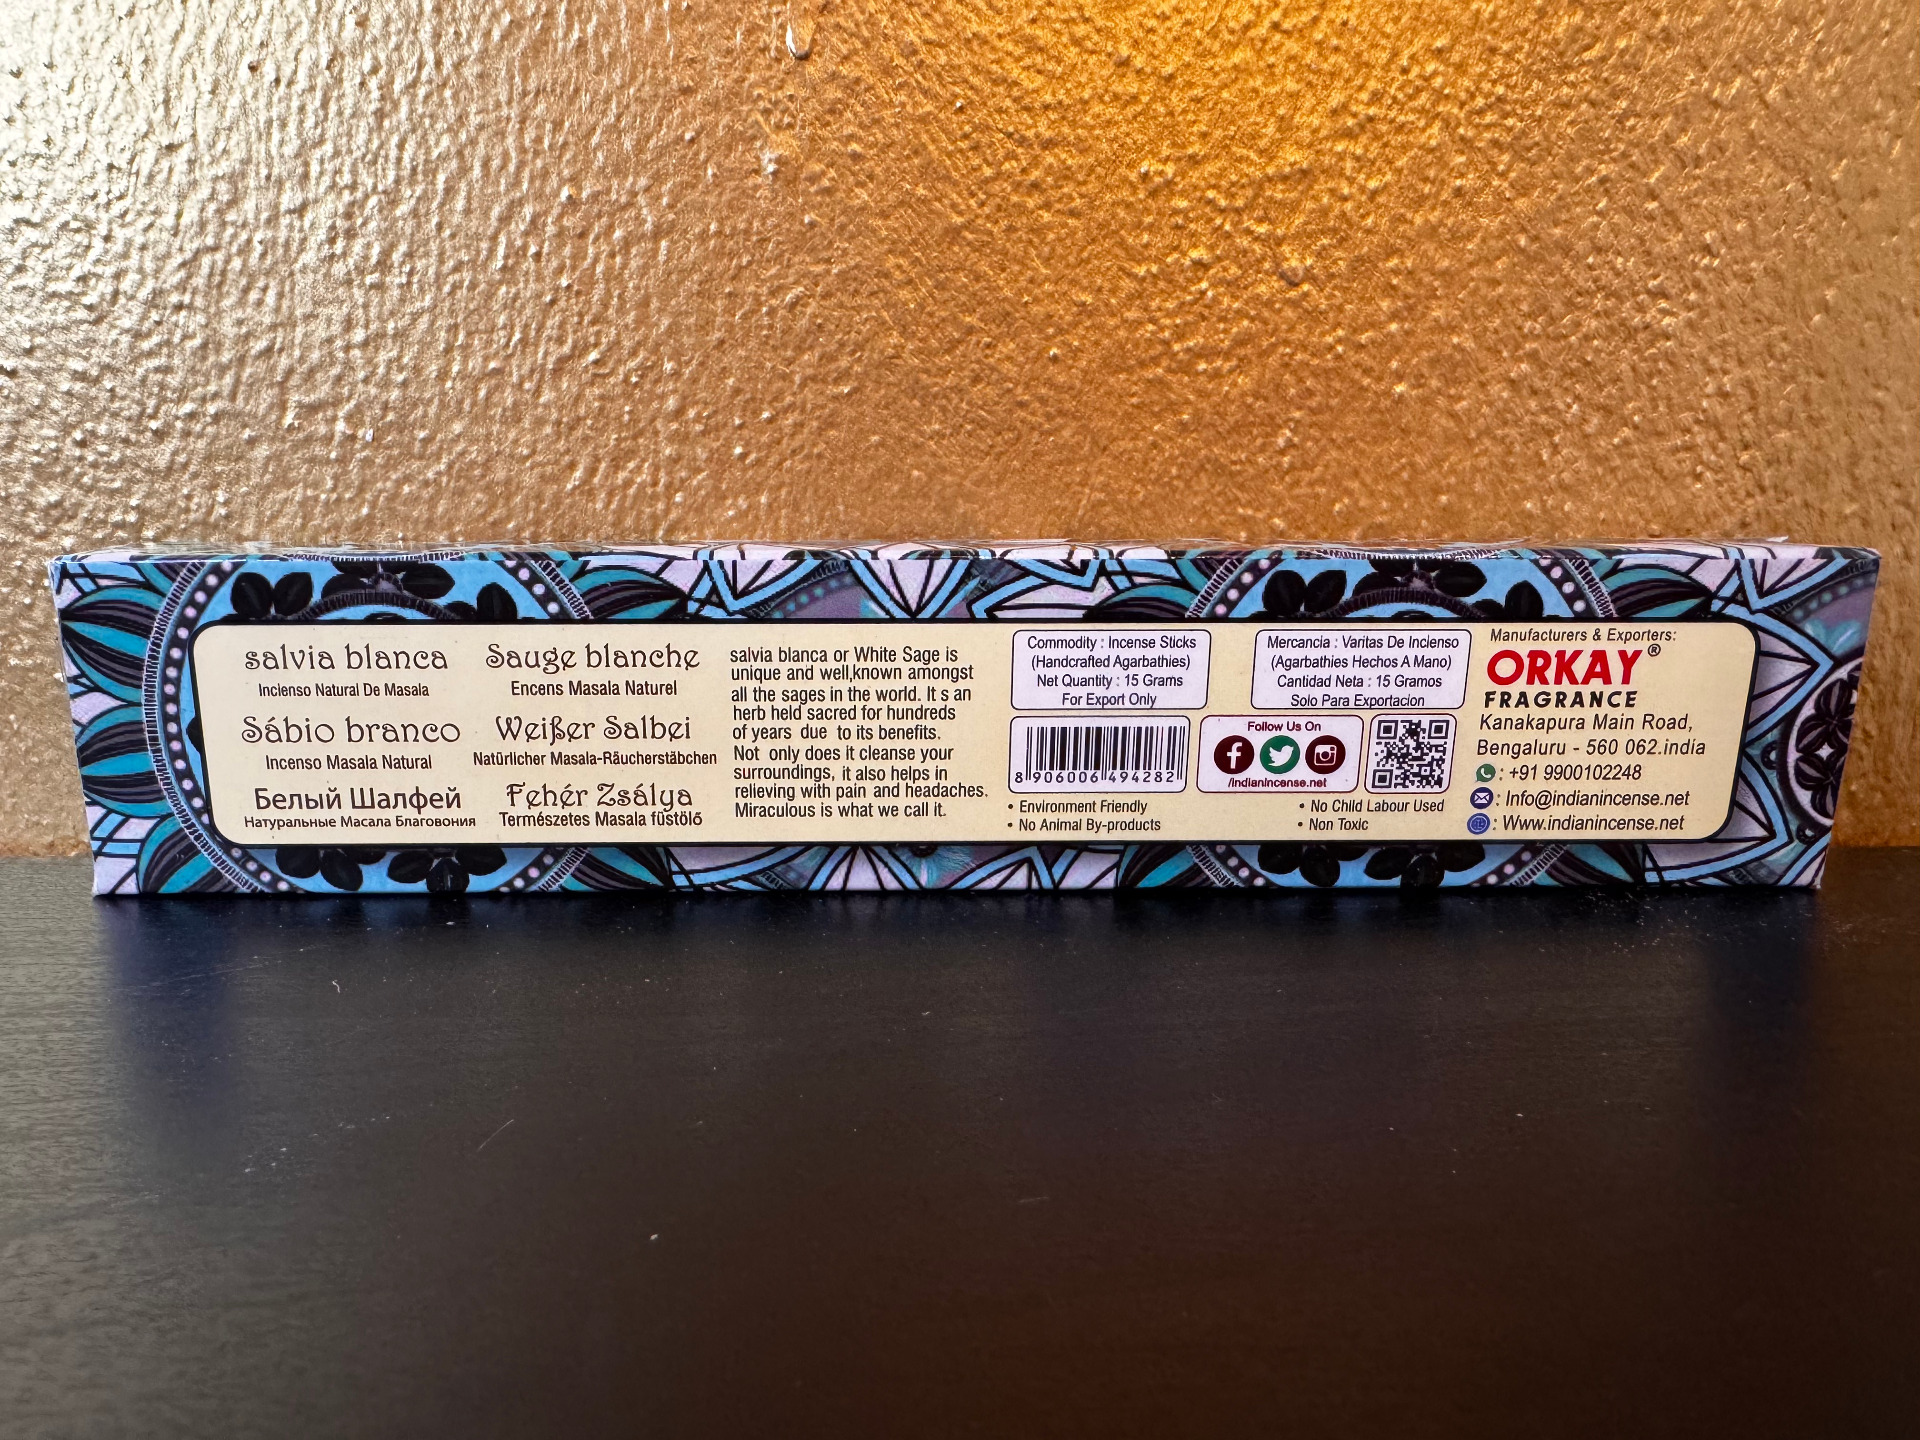 salvia blanca
Incienso Natural De Masala
Sauge blanche
Encens Masala Naturel
Sábio branco
Incenso Masala Natural
Weißer Salbei
Natürlicher Masala-Räucherstäbchen
Белый Шалфей
Натуральные Масала Благовония
Fehér Zsálya
Természetes Masala füstölő
salvia blanca or White Sage is
unique and well,known amongst
all the sages in the world. It s an
herb held sacred for hundreds
of years due to its benefits.
Not only does it cleanse your
surroundings, it also helps in
relieving with pain and headaches.
Miraculous is what we call it.
Commodity : Incense Sticks
(Handcrafted Agarbathies)
Net Quantity : 15 Grams
For Export Only
Mercancia : Varitas De Incienso
(Agarbathies Hechos A Mano)
Cantidad Neta : 15 Gramos
Solo Para Exportacion
8 906006 494282
Follow Us On
/indianincense.net
• Environment Friendly
• No Animal By-products
• No Child Labour Used
• Non Toxic
Manufacturers & Exporters:
ORKAY®
FRAGRANCE
Kanakapura Main Road,
Bengaluru - 560 062.india
: +91 9900102248
: Info@indianincense.net
: Www.indianincense.net